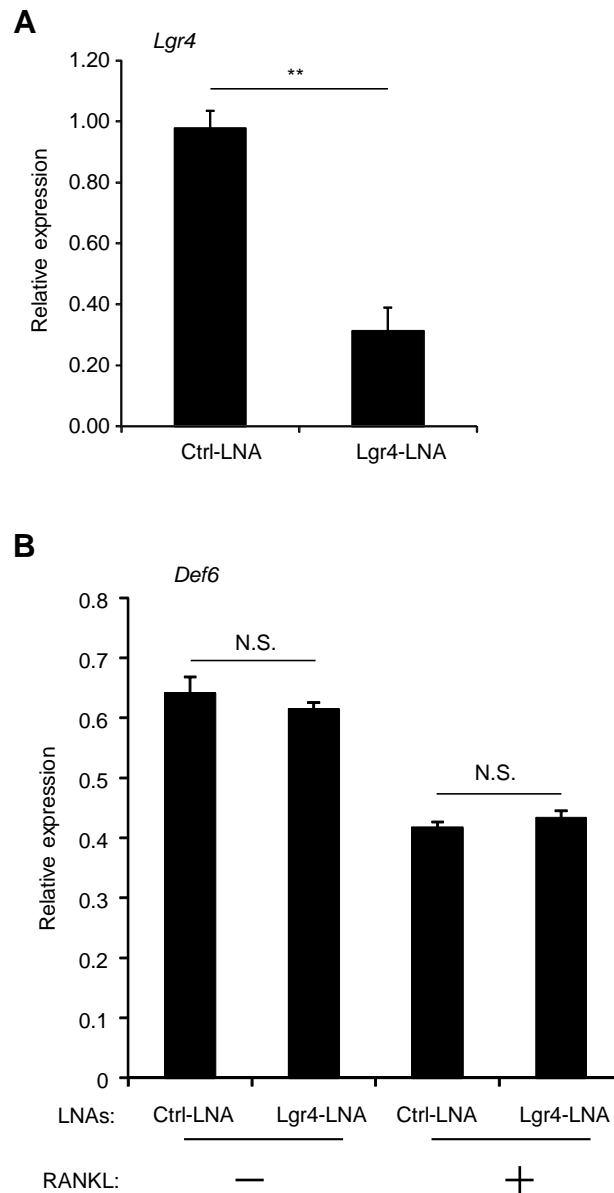 A
Lgr4
1.20
**
1.00
0.80
0.60
0.40
0.20
0.00
Relative expression
Ctrl-LNA Lgr4-LNA
B
Def6
0.8
0.7
0.6
0.5
0.4
0.3
0.2
0.1
0
Relative expression
N.S.
N.S.
LNAs: Ctrl-LNA Lgr4-LNA Ctrl-LNA Lgr4-LNA
RANKL: — +